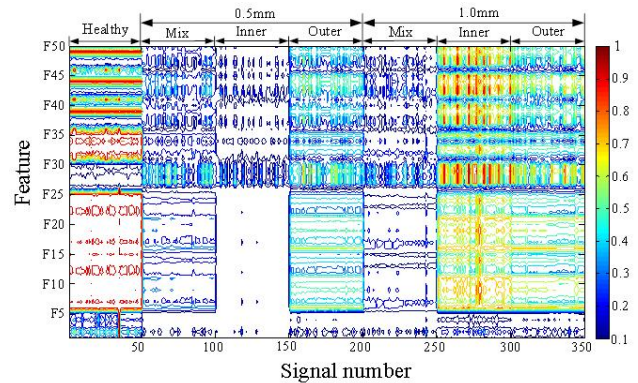 0.5mm 1.0mm
Healthy Mix Inner Outer Mix Inner Outer
F50
F45
F40
F35
F30
F25
F20
F15
F10
F5
Feature
50 100 150 200 250 300 350
Signal number
1
0.9
0.8
0.7
0.6
0.5
0.4
0.3
0.2
0.1